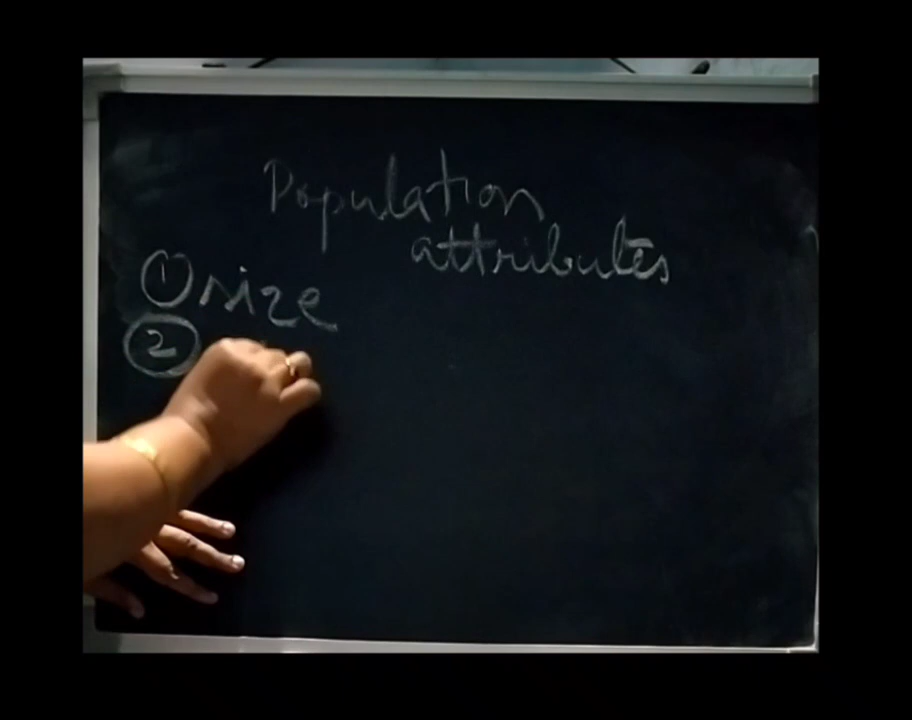 Population
attributes
① size
②